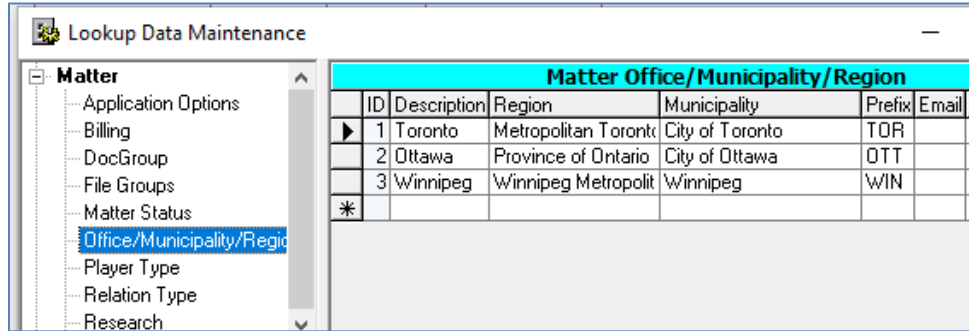 Lookup Data Maintenance
Matter
Application Options
Billing
DocGroup
File Groups
Matter Status
Office/Municipality/Regio
Player Type
Relation Type
Research
Matter Office/Municipality/Region
ID Description Region Municipality Prefix Email
1 Toronto Metropolitan Toront City of Toronto TOR
2 Ottawa Province of Ontario City of Ottawa OTT
3 Winnipeg Winnipeg Metropolit Winnipeg WIN